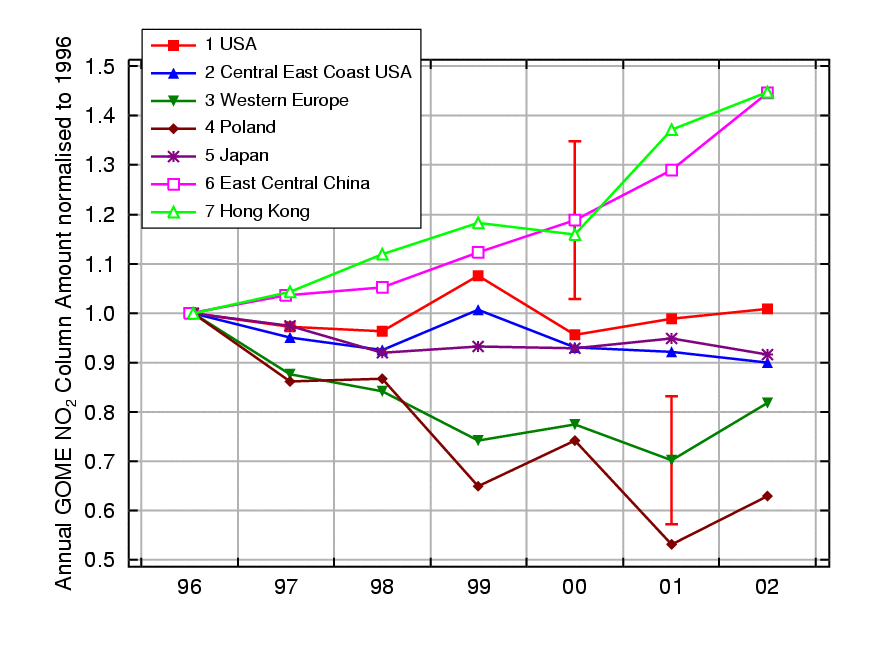 Annual GOME NO2 Column Amount normalised to 1996
1 USA
2 Central East Coast USA
3 Western Europe
4 Poland
5 Japan
6 East Central China
7 Hong Kong
1.5
1.4
1.3
1.2
1.1
1.0
0.9
0.8
0.7
0.6
0.5
96 97 98 99 00 01 02